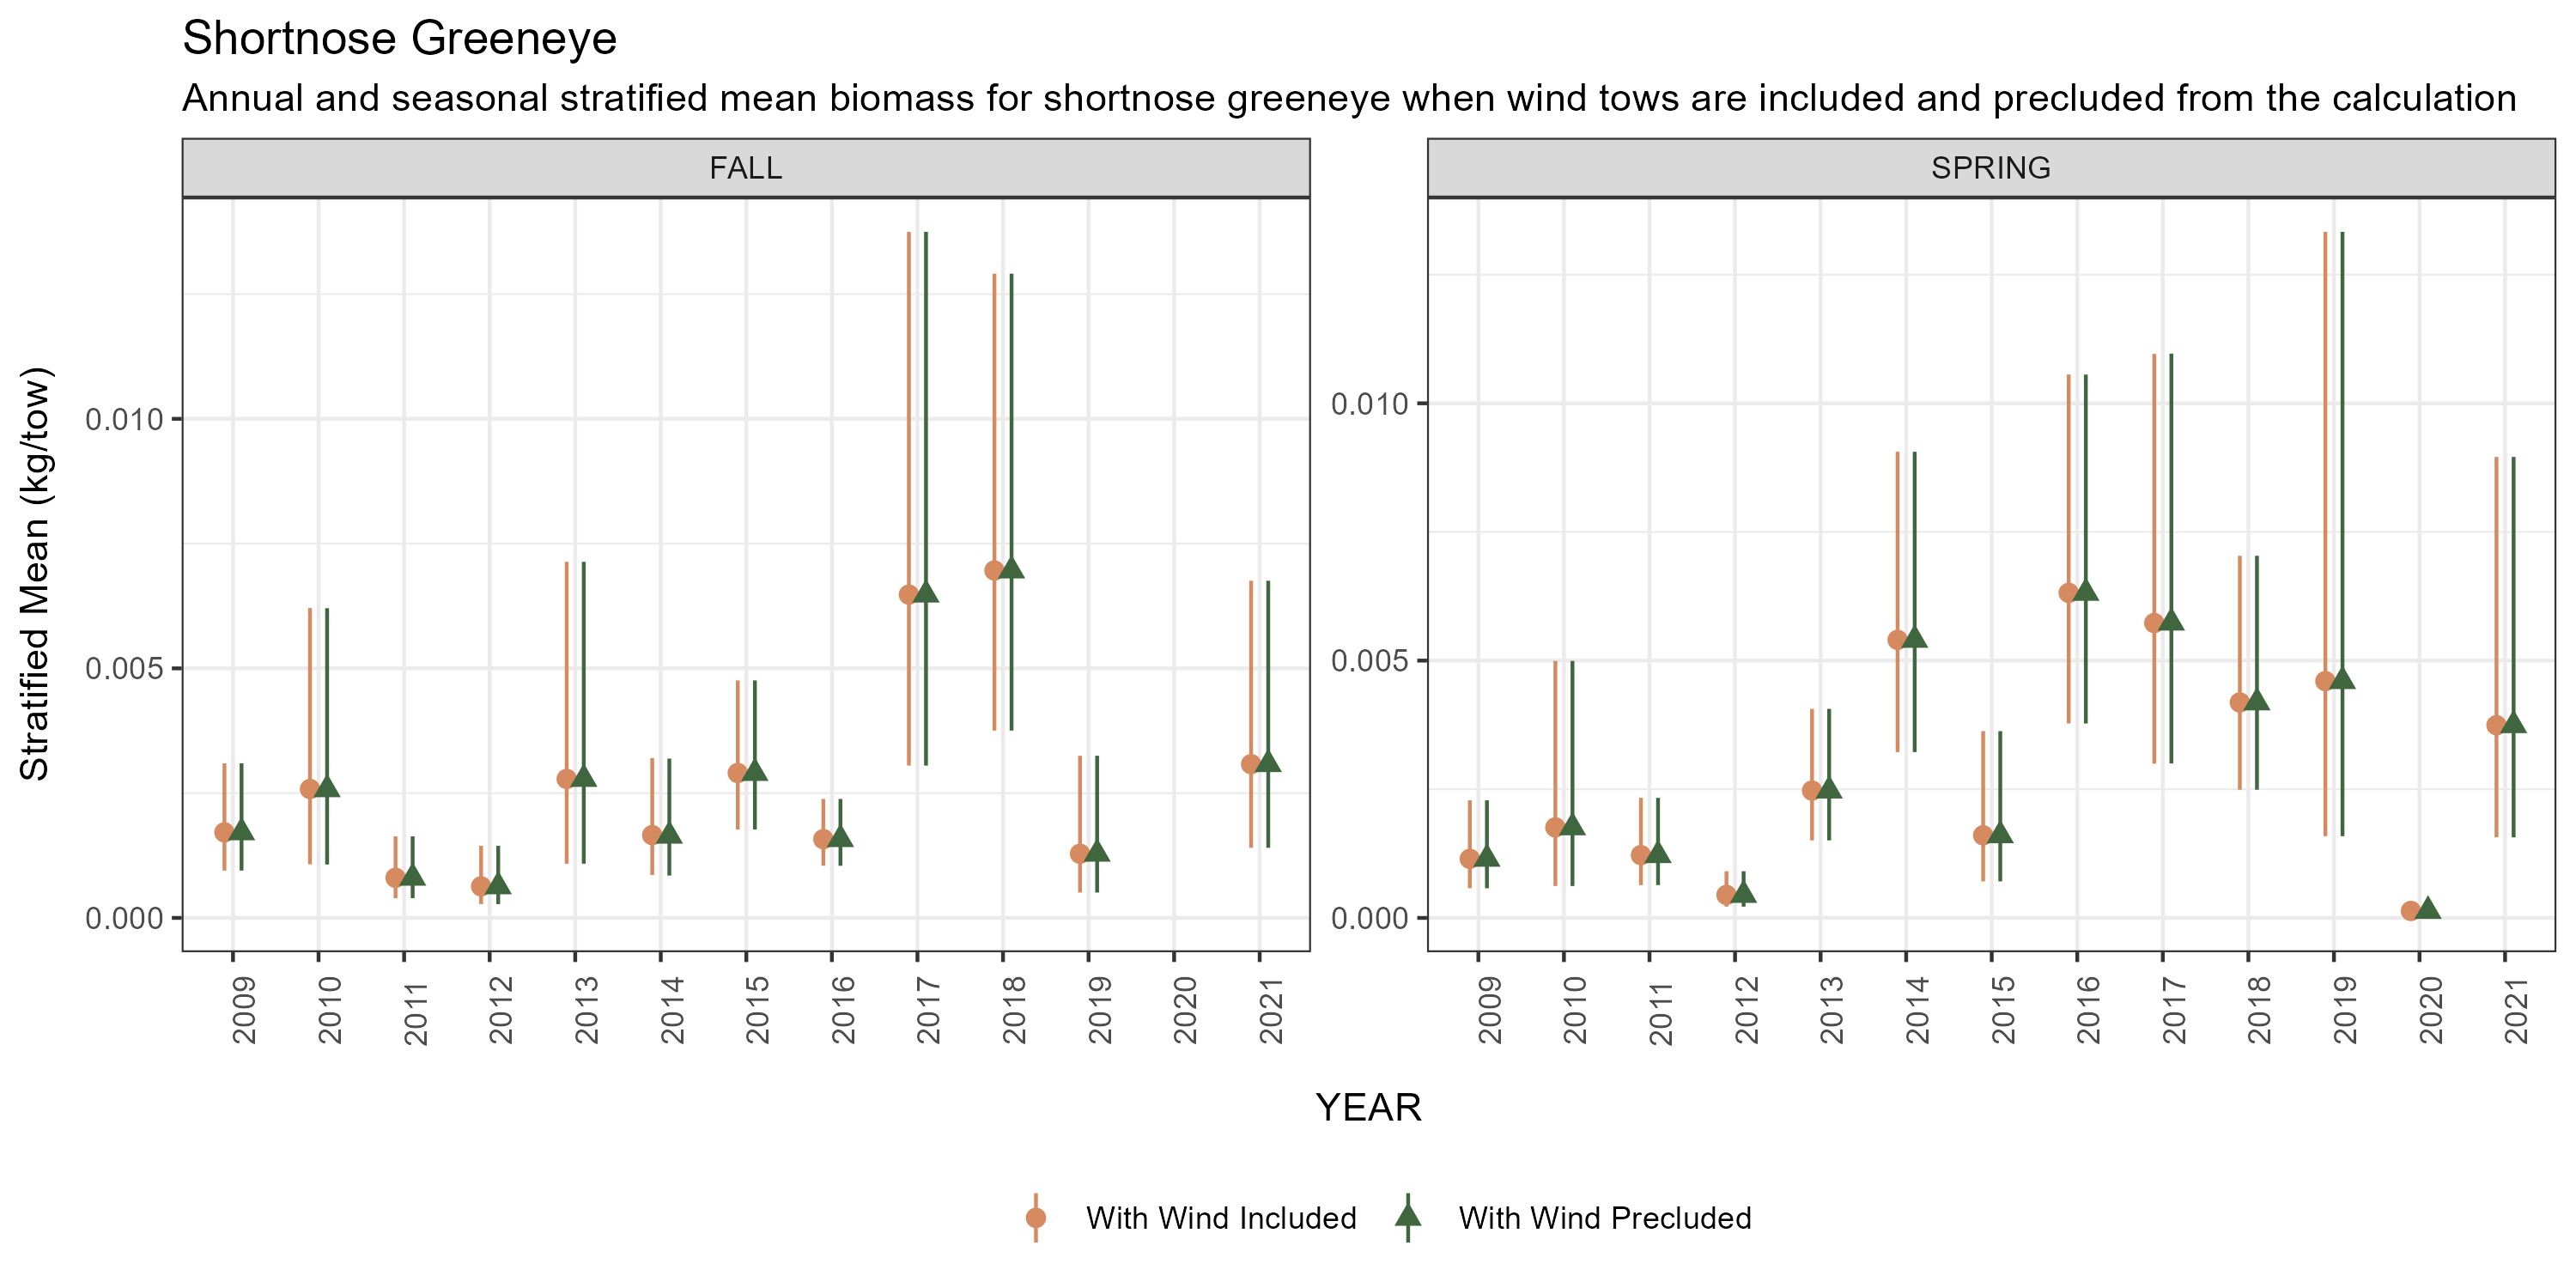 Shortnose Greeneye
Annual and seasonal stratified mean biomass for shortnose greeneye when wind tows are included and precluded from the calculation
FALL
SPRING
Stratified Mean (kg/tow)
0.010
0.005
0.000
0.010
0.005
0.000
2009 2010 2011 2012 2013 2014 2015 2016 2017 2018 2019 2020 2021
2009 2010 2011 2012 2013 2014 2015 2016 2017 2018 2019 2020 2021
YEAR
With Wind Included
With Wind Precluded